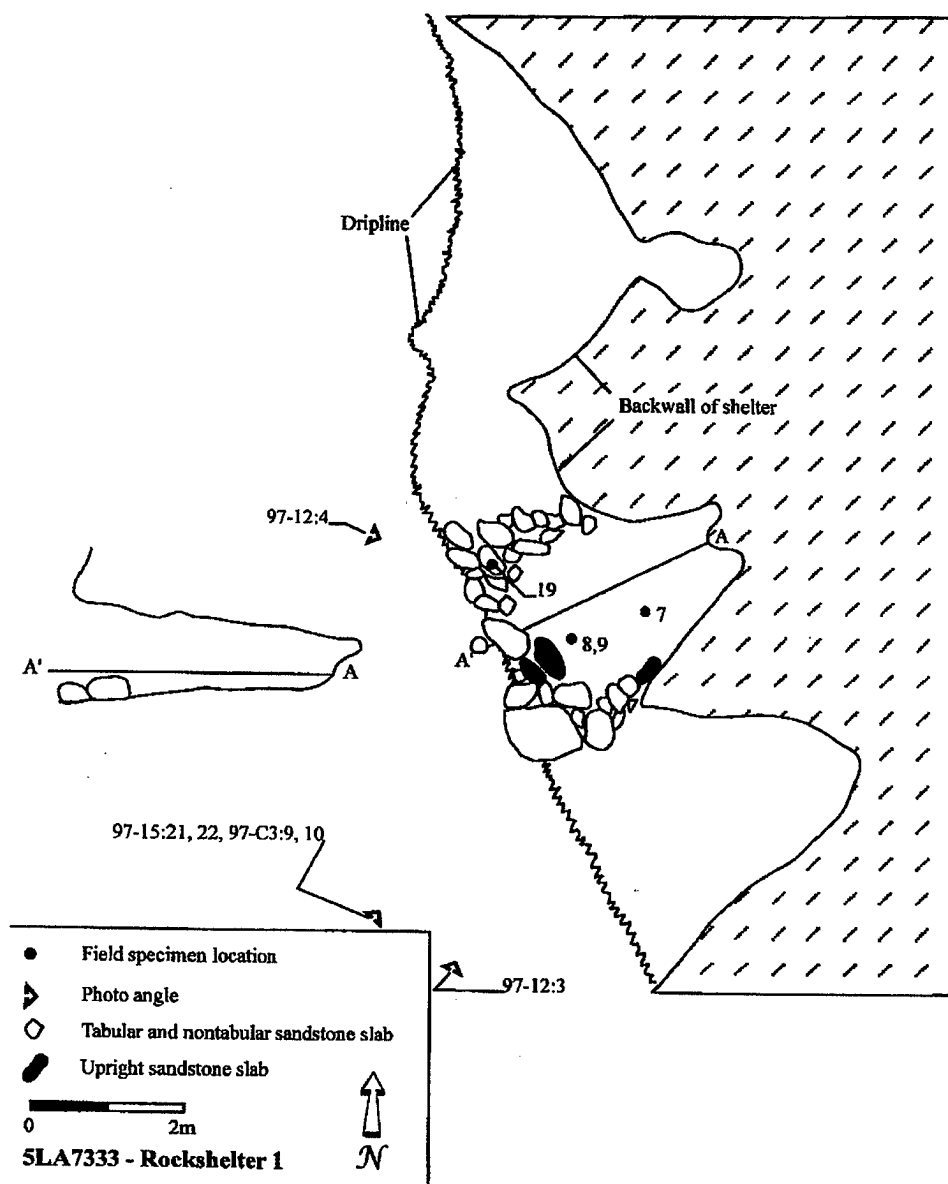 Dripline
Backwall of shelter
97-12:4
A
19
7
8,9
A'
A'
A
97-15:21, 22, 97-C3:9, 10
97-12:3
Field specimen location
Photo angle
Tabular and nontabular sandstone slab
Upright sandstone slab
0 2m
5LA7333 - Rockshelter 1
N